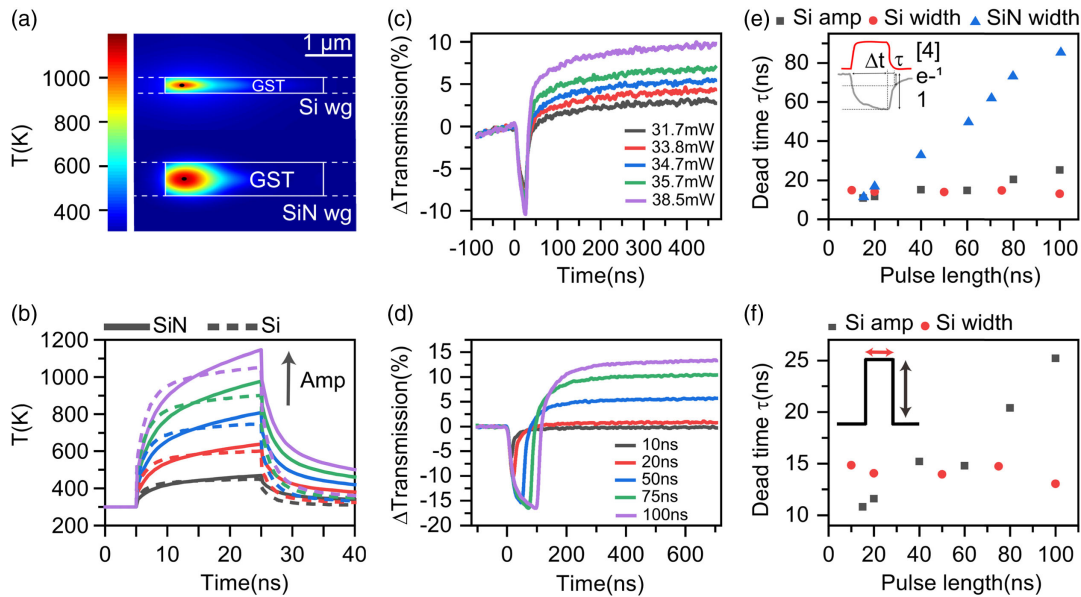 (a)
1 μm
GST
Si wg
GST
SiN wg
T(K)
1000
800
600
400
(b)
SiN
Si
Amp
T(K)
1200
1100
1000
800
600
400
200
0
10
20
30
40
Time(ns)
(c)
ΔTransmission(%)
10
5
0
-5
-10
31.7mW
33.8mW
34.7mW
35.7mW
38.5mW
-100
0
100
200
300
400
Time(ns)
(d)
ΔTransmission(%)
20
15
10
5
0
-5
-10
-15
-20
10ns
20ns
50ns
75ns
100ns
0
200
400
600
Time(ns)
(e)
Si amp
Si width
SiN width
[4]
Δt
τ
e-1
1
Dead time τ(ns)
80
60
40
20
0
0
20
40
60
80
100
Pulse length(ns)
(f)
Si amp
Si width
Dead time τ(ns)
25
20
15
10
0
20
40
60
80
100
Pulse length(ns)